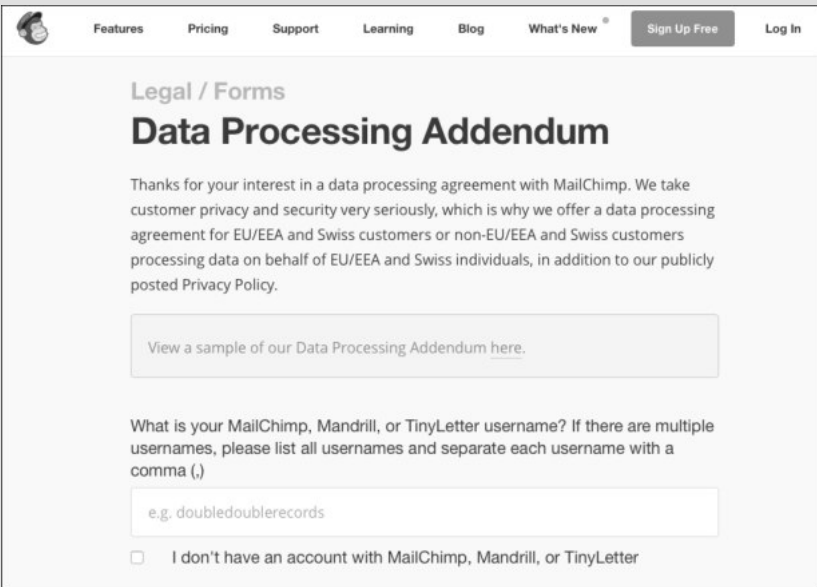 Features Pricing Support Learning Blog What's New Sign Up Free Log In
Legal / Forms
Data Processing Addendum
Thanks for your interest in a data processing agreement with MailChimp. We take
customer privacy and security very seriously, which is why we offer a data processing
agreement for EU/EEA and Swiss customers or non-EU/EEA and Swiss customers
processing data on behalf of EU/EEA and Swiss individuals, in addition to our publicly
posted Privacy Policy.
View a sample of our Data Processing Addendum here.
What is your MailChimp, Mandrill, or TinyLetter username? If there are multiple
usernames, please list all usernames and separate each username with a
comma (,)
e.g. doubledoublerecords
I don't have an account with MailChimp, Mandrill, or TinyLetter